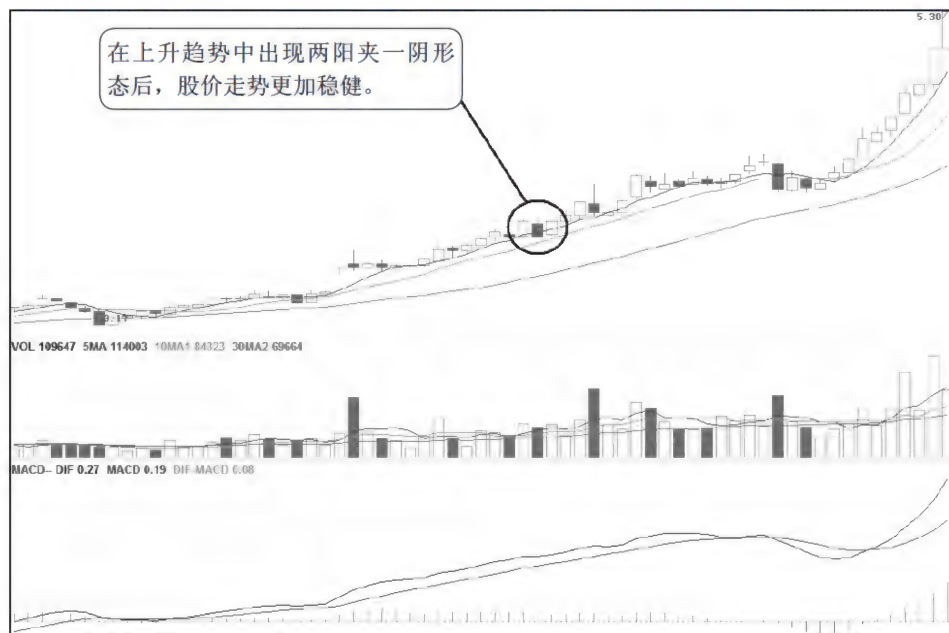 5.30
在上升趋势中出现两阳夹一阴形
态后，股价走势更加稳健。
VOL 109647 5MA 114003 10MA1 84323 30MA2 69664
MACD-- DIF 0.27 MACD 0.19 DIF-MACD 0.08